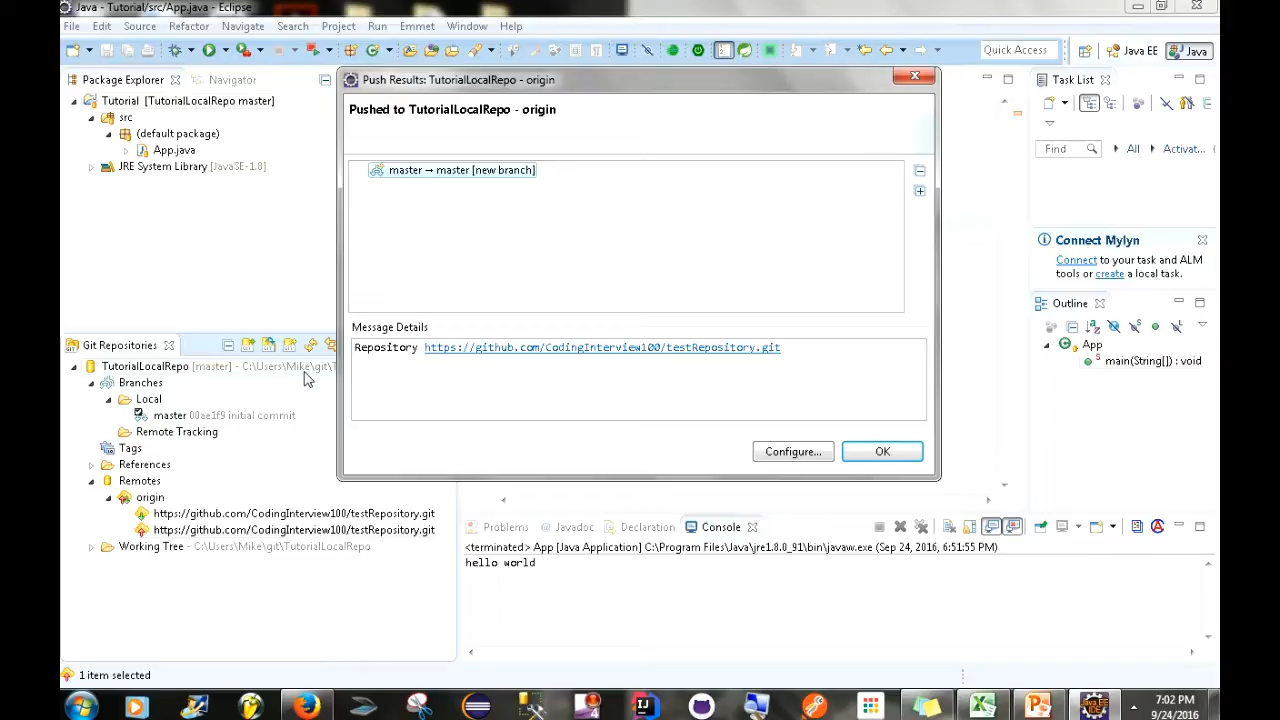 Java - Tutorial/src/App.java - Eclipse
File Edit Source Refactor Navigate Search Project Run Emmet Window Help
Quick Access Java EE Java
Package Explorer Navigator
Tutorial [TutorialLocalRepo master]
src
(default package)
App.java
JRE System Library [JavaSE-1.8]
Push Results: TutorialLocalRepo - origin
Pushed to TutorialLocalRepo - origin
master → master [new branch]
Message Details
Repository https://github.com/CodingInterview100/testRepository.git
Configure... OK
Task List
Find All Activat...
Connect Mylyn
Connect to your task and ALM
tools or create a local task.
Outline
App
main(String[]) : void
Git Repositories
TutorialLocalRepo [master] - C:\Users\Mike\git\T
Branches
Local
master 00ae1f9 initial commit
Remote Tracking
Tags
References
Remotes
origin
https://github.com/CodingInterview100/testRepository.git
https://github.com/CodingInterview100/testRepository.git
Working Tree - C:\Users\Mike\git\TutorialLocalRepo
Problems Javadoc Declaration Console
<terminated> App [Java Application] C:\Program Files\Java\jre1.8.0_91\bin\javaw.exe (Sep 24, 2016, 6:51:55 PM)
hello world
1 item selected
7:02 PM
9/24/2016